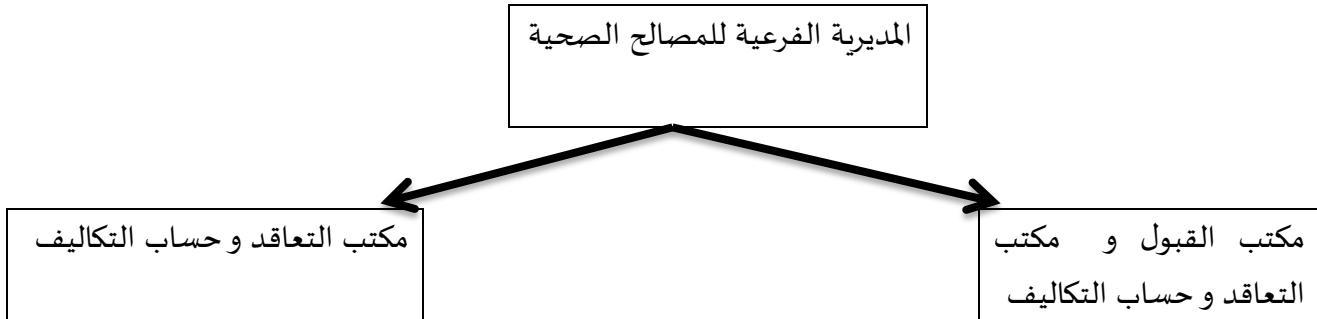 المديرية الفرعية للمصالح الصحية
مكتب القبول و مكتب
التعاقد و حساب التكاليف
مكتب التعاقد و حساب التكاليف